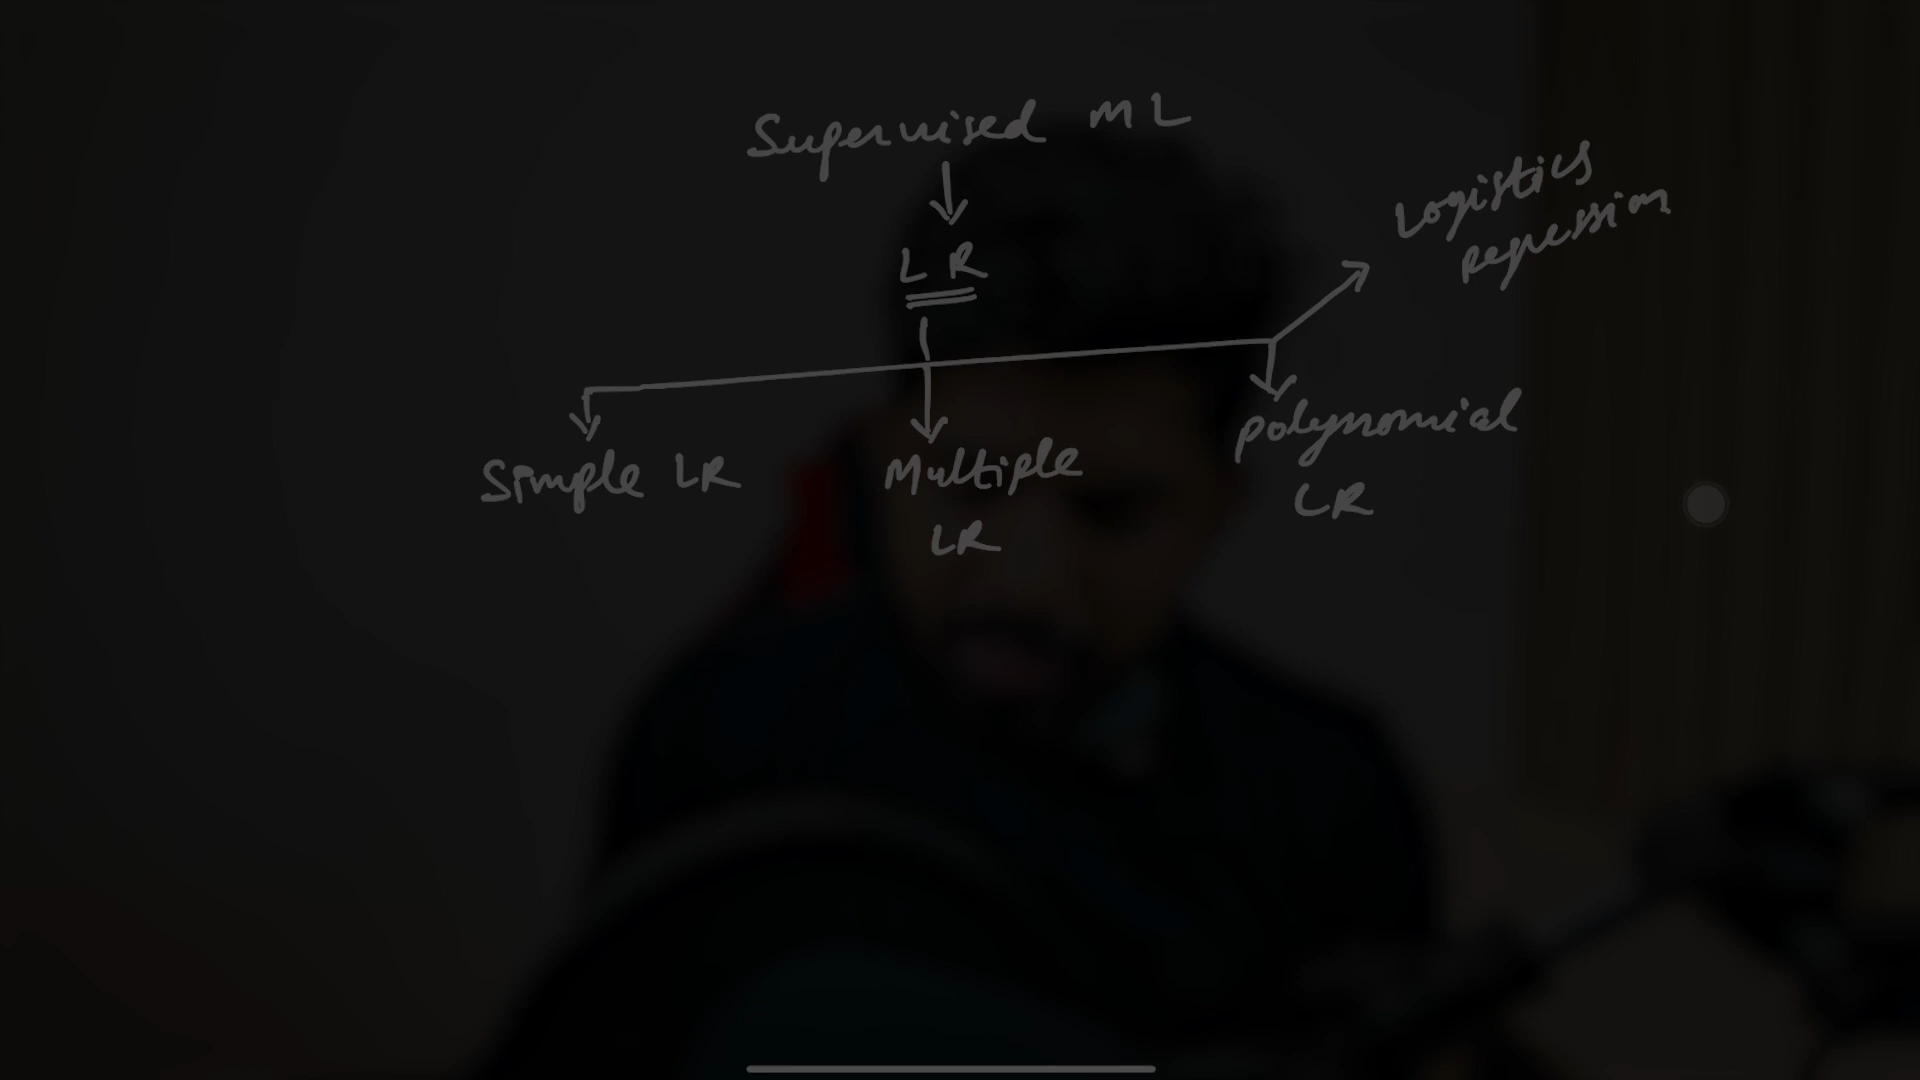 Supervised ML
LR
Logistics
regression
Simple LR
Multiple
LR
polynomial
LR